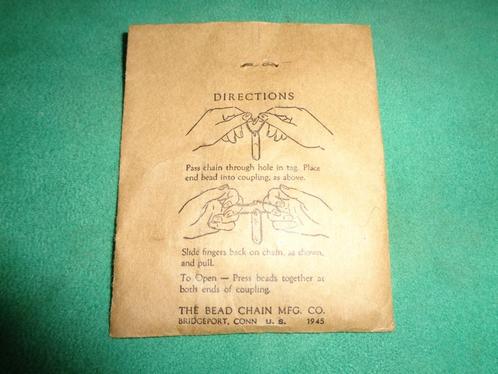 DIRECTIONS
Pass chain through hole in tag. Place
end bead into coupling, as above.
Slide fingers back on chain, as shown,
and pull.
To Open — Press beads together at
both ends of coupling.
THE BEAD CHAIN MFG. CO.
BRIDGEPORT, CONN U. S. 1945